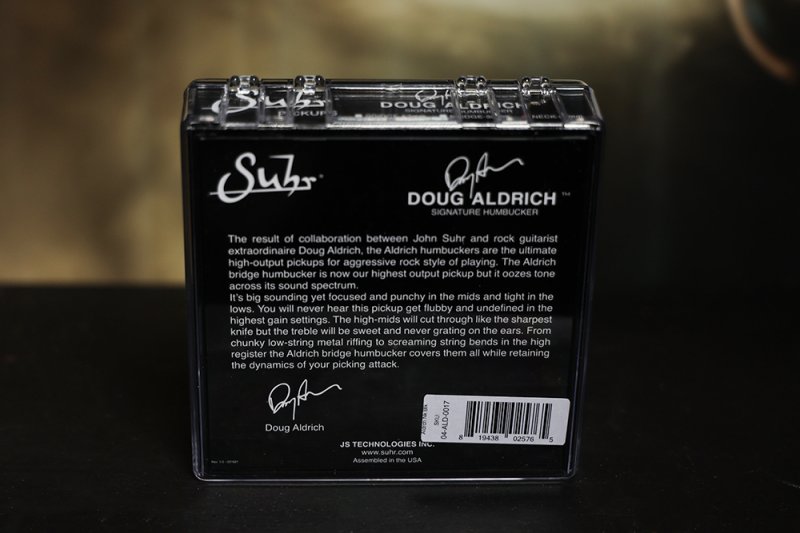 Suhr
PICKUPS
DOUG ALDRICH
SIGNATURE HUMBUCKER
Suhr
DOUG ALDRICH™
SIGNATURE HUMBUCKER
The result of collaboration between John Suhr and rock guitarist
extraordinaire Doug Aldrich, the Aldrich humbuckers are the ultimate
high-output pickups for aggressive rock style of playing. The Aldrich
bridge humbucker is now our highest output pickup but it oozes tone
across its sound spectrum.
It's big sounding yet focused and punchy in the mids and tight in the
lows. You will never hear this pickup get flubby and undefined in the
highest gain settings. The high-mids will cut through like the sharpest
knife but the treble will be sweet and never grating on the ears. From
chunky low-string metal riffing to screaming string bends in the high
register the Aldrich bridge humbucker covers them all while retaining
the dynamics of your picking attack.
Doug Aldrich
SKU
04-ALD-0017
8 19438 02576 5
JS TECHNOLOGIES INC.
www.suhr.com
Assembled in the USA